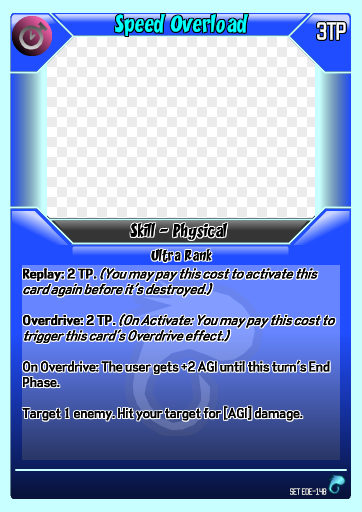 Speed Overload
3TP
Skill - Physical
Ultra Rank
Replay: 2 TP. (You may pay this cost to activate this
card again before it's destroyed.)
Overdrive: 2 TP. (On Activate: You may pay this cost to
trigger this card's Overdrive effect.)
On Overdrive: The user gets +2 AGI until this turn's End
Phase.
Target 1 enemy. Hit your target for [AGI] damage.
SET EOE-148